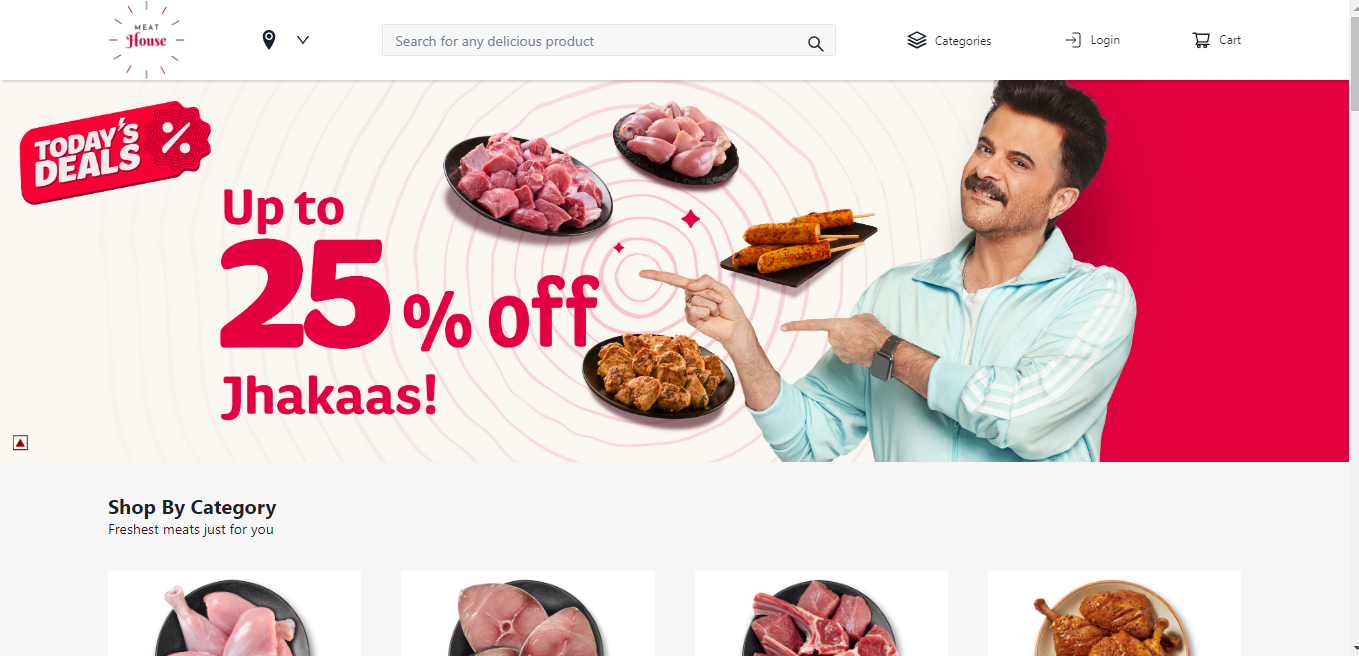 MEAT
House
Search for any delicious product
Categories
Login
Cart
TODAY'S
DEALS %
Up to
25% off
Jhakaas!
Shop By Category
Freshest meats just for you